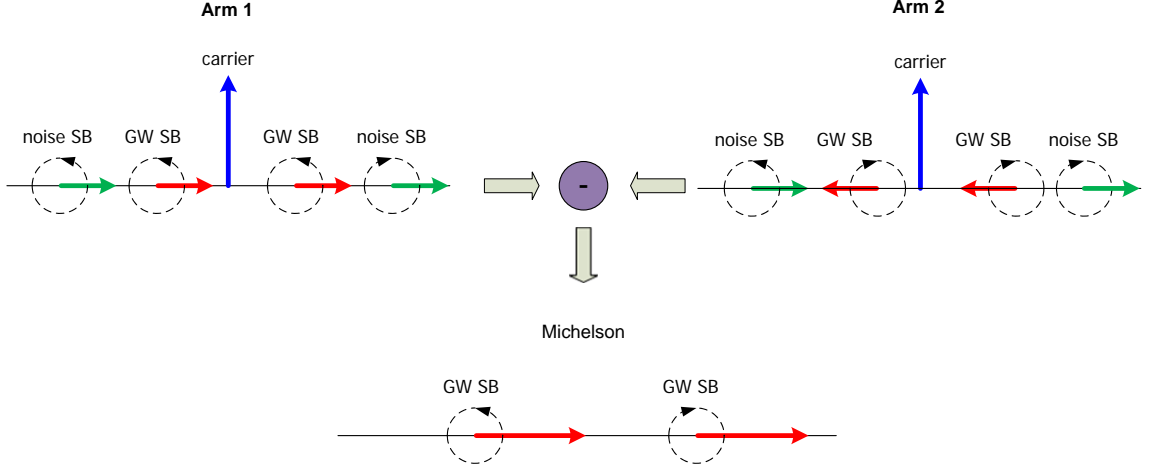 Arm 1
Arm 2
carrier
carrier
noise SB
GW SB
GW SB
noise SB
noise SB
GW SB
GW SB
noise SB
-
Michelson
GW SB
GW SB